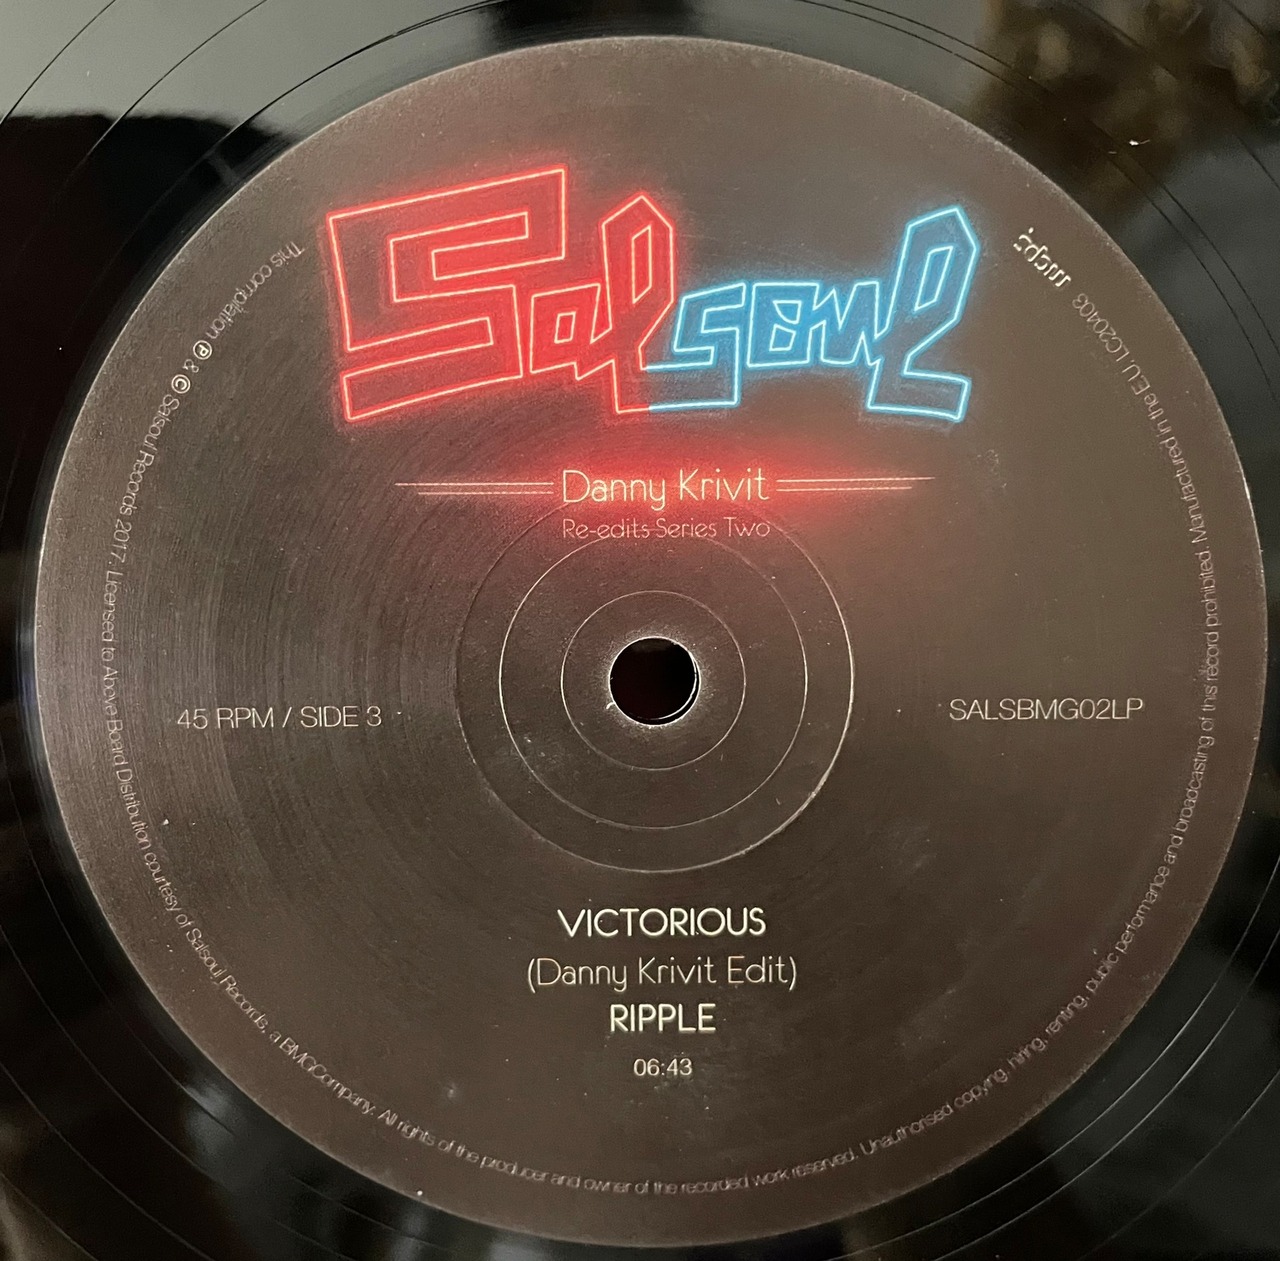 Salsoul
Danny Krivit
Re-edits Series Two
45 RPM / SIDE 3
SALSBMG02LP
VICTORIOUS
(Danny Krivit Edit)
RIPPLE
06:43
This compilation Ⓟ & © Salsoul Records 2017. Licensed to Above Board Distribution courtesy of Salsoul Records, a BMG Company. All rights of the producer and owner of the recorded work reserved. Unauthorised copying, hiring, renting, public performance and broadcasting of this record prohibited. Manufactured in the EU. LC20403
mcps